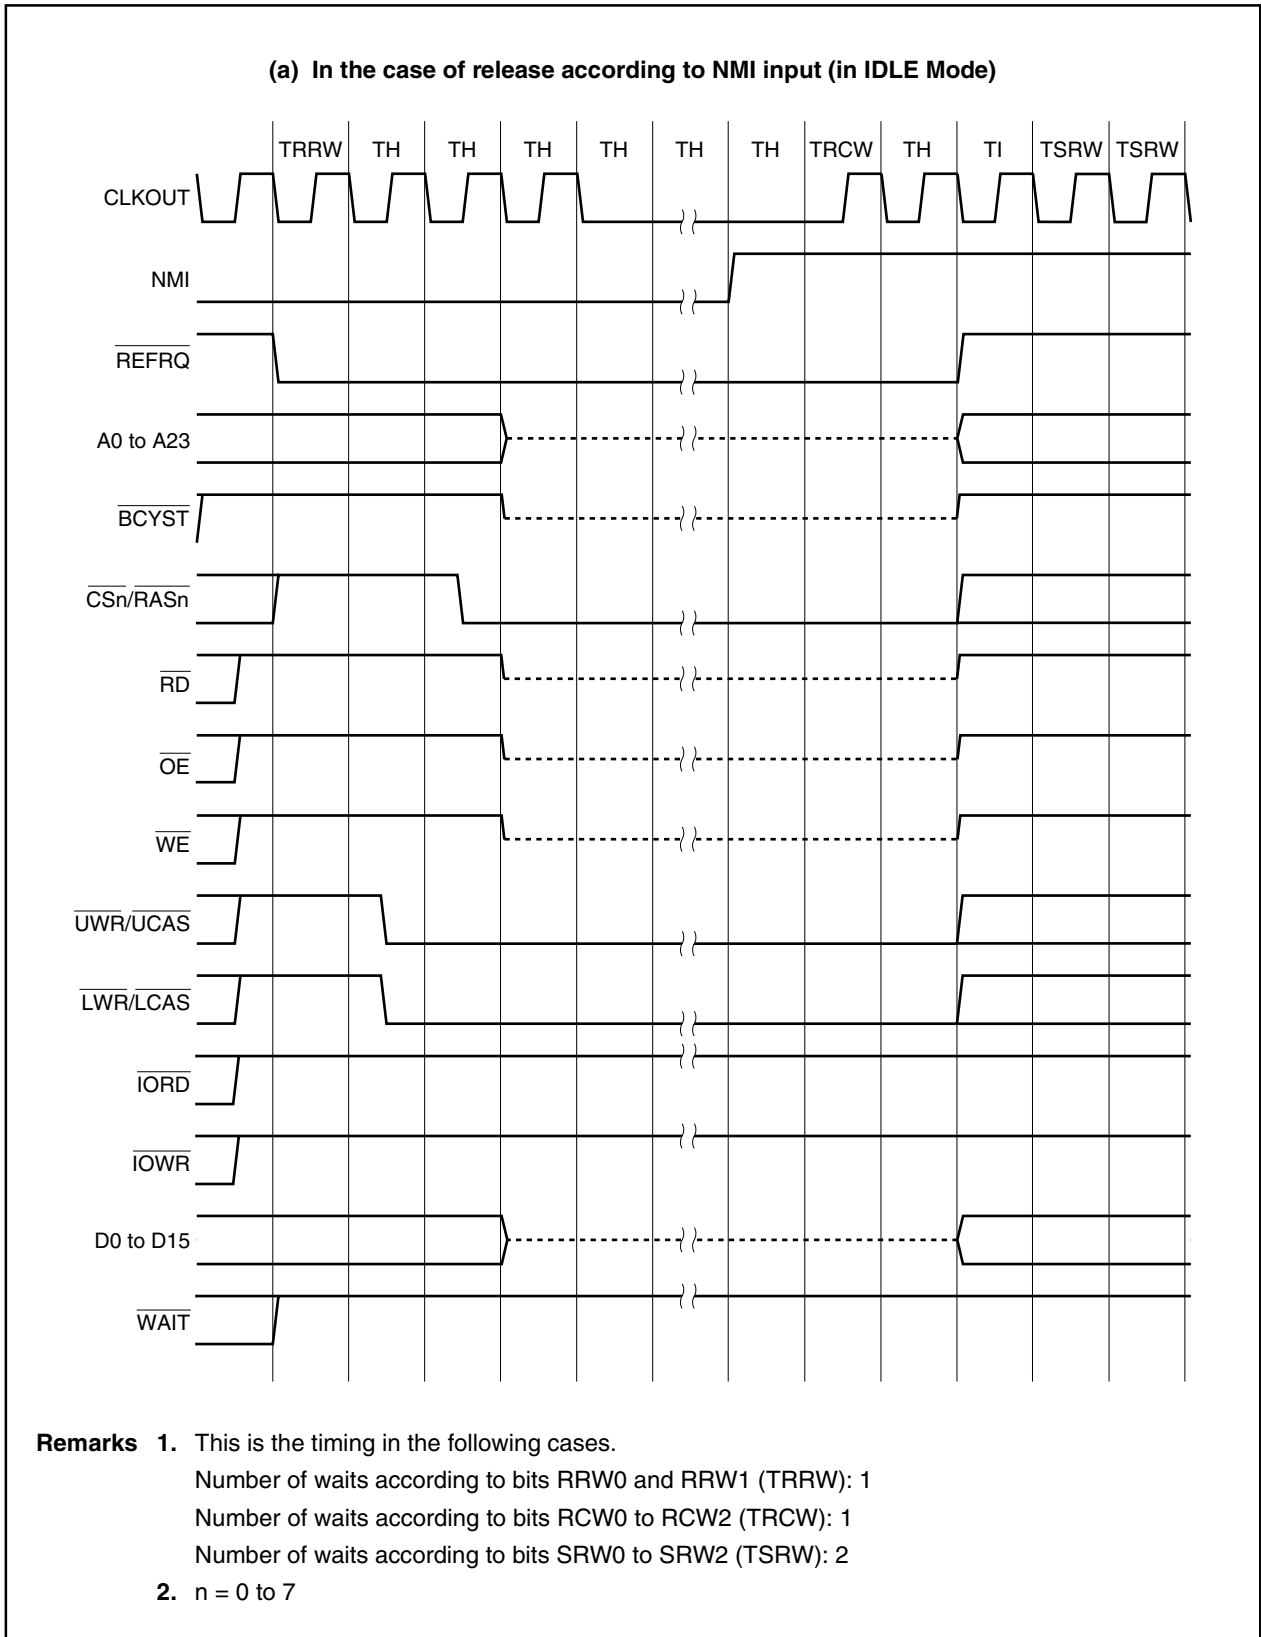 (a) In the case of release according to NMI input (in IDLE Mode)
TRRW TH TH TH TH TH TH TRCW TH TI TSRW TSRW
CLKOUT
NMI
REFRQ
A0 to A23
BCYST
CSn/RASn
RD
OE
WE
UWR/UCAS
LWR/LCAS
IORD
IOWR
D0 to D15
WAIT
Remarks 1. This is the timing in the following cases.
Number of waits according to bits RRW0 and RRW1 (TRRW): 1
Number of waits according to bits RCW0 to RCW2 (TRCW): 1
Number of waits according to bits SRW0 to SRW2 (TSRW): 2
2. n = 0 to 7